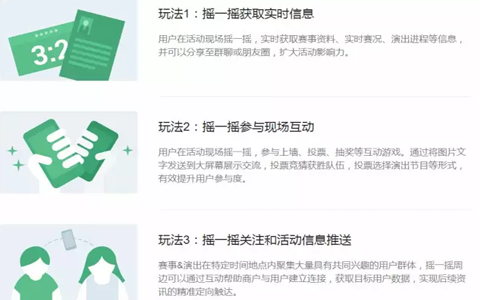 3:2
玩法1：摇一摇获取实时信息
用户在活动现场摇一摇，实时获取赛事资料、实时赛况、演出进程等信息，
并可以分享至群聊或朋友圈，扩大活动影响力。
玩法2：摇一摇参与现场互动
用户在活动现场摇一摇，参与上墙、投票、抽奖等互动游戏。通过将图片文
字发送到大屏幕展示交流，投票竞猜获胜队伍，投票选择演出节目等形式，
有效提升用户参与度。
玩法3：摇一摇关注和活动信息推送
赛事&演出在特定时间地点内聚集大量具有共同兴趣的用户群体，摇一摇周
边可以通过互动帮助商户与用户建立连接，获取目标用户数据，实现后续资
讯的精准定向触达。